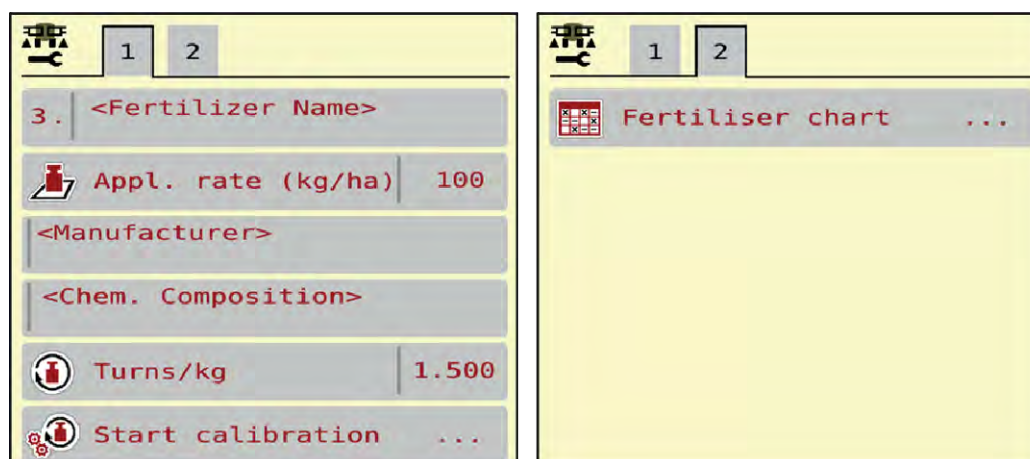 1 2
3. <Fertilizer Name>
Appl. rate (kg/ha) 100
<Manufacturer>
<Chem. Composition>
Turns/kg 1.500
Start calibration ...
1 2
Fertiliser chart ...